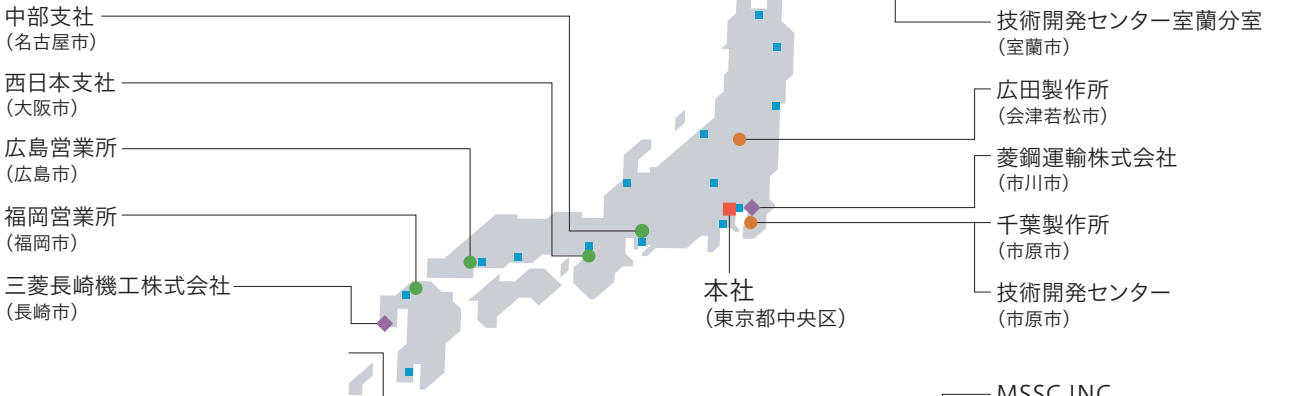 中部支社
（名古屋市）
西日本支社
（大阪市）
広島営業所
（広島市）
福岡営業所
（福岡市）
三菱長崎機工株式会社
（長崎市）
本社
（東京都中央区）
技術開発センター室蘭分室
（室蘭市）
広田製作所
（会津若松市）
菱鋼運輸株式会社
（市川市）
千葉製作所
（市原市）
技術開発センター
（市原市）
MSSC INC